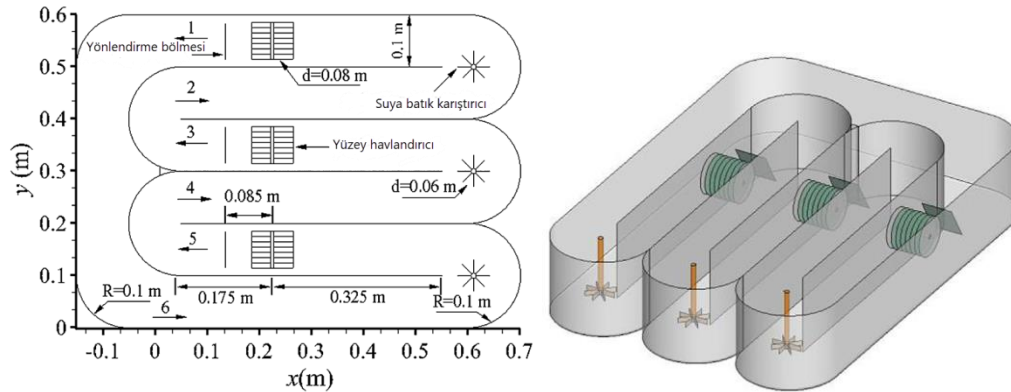 0.6
1
Yönlendirme bölmesi
0.1 m
0.5
d=0.08 m
2
Suya batık karıştırıcı
0.4
3
Yüzey havlandırıcı
y (m)
0.3
4
0.085 m
d=0.06 m
0.2
5
0.1
R=0.1 m
0.175 m
0.325 m
R=0.1 m
6
0
-0.1
0
0.1
0.2
0.3
0.4
0.5
0.6
0.7
x(m)